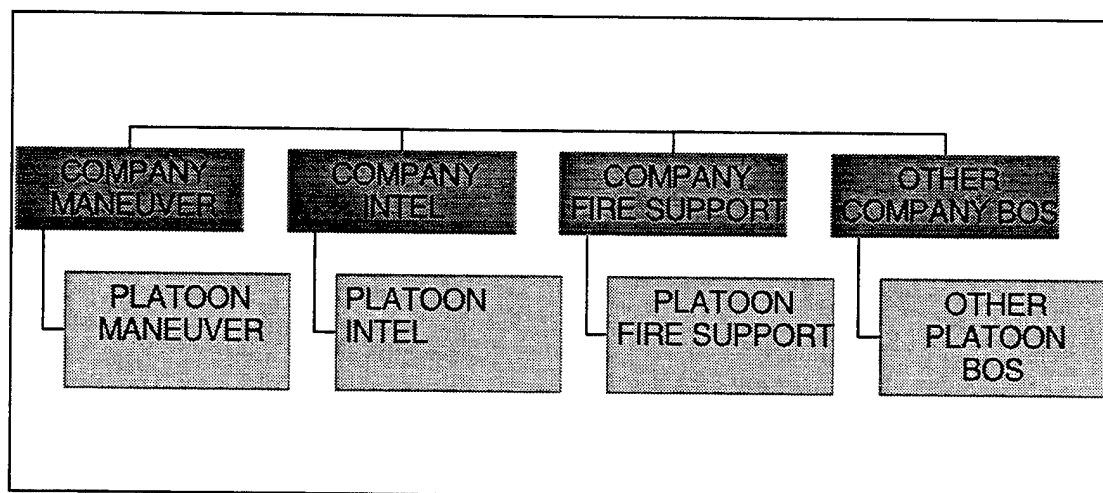 COMPANY
MANEUVER
COMPANY
INTEL
COMPANY
FIRE SUPPORT
OTHER
COMPANY BOS
PLATOON
MANEUVER
PLATOON
INTEL
PLATOON
FIRE SUPPORT
OTHER
PLATOON
BOS